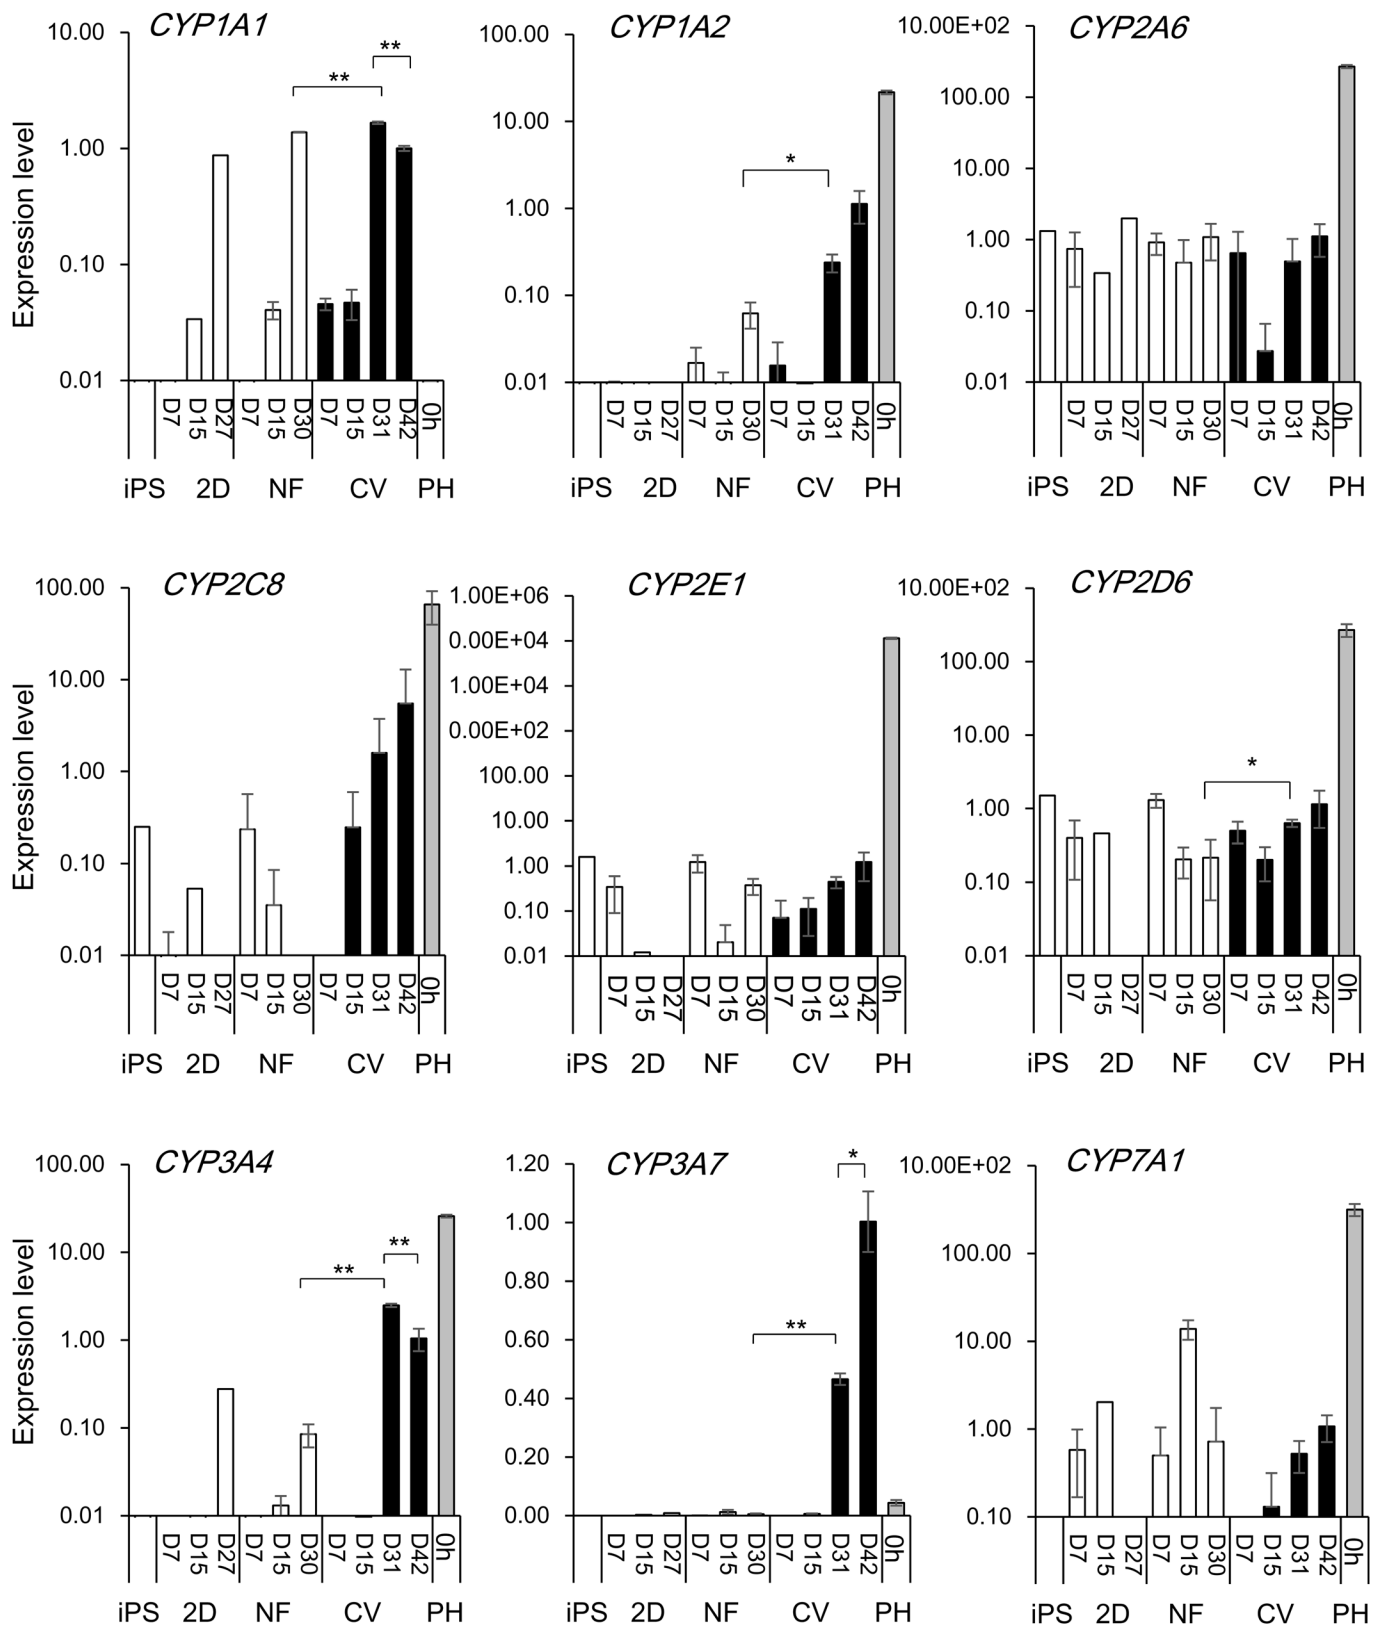 CYP1A1
Expression level
10.00
1.00
0.10
0.01
**
**
D7 D15 D27 D7 D15 D30 D7 D15 D31 D42 0h
iPS 2D NF CV PH
CYP1A2
100.00
10.00
1.00
0.10
0.01
*
D7 D15 D27 D7 D15 D30 D7 D15 D31 D42 0h
iPS 2D NF CV PH
CYP2A6
10.00E+02
100.00
10.00
1.00
0.10
0.01
D7 D15 D27 D7 D15 D30 D7 D15 D31 D42 0h
iPS 2D NF CV PH
CYP2C8
Expression level
100.00
10.00
1.00
0.10
0.01
D7 D15 D27 D7 D15 D30 D7 D15 D31 D42 0h
iPS 2D NF CV PH
CYP2E1
1.00E+06
0.00E+04
1.00E+04
0.00E+02
100.00
10.00
1.00
0.10
0.01
D7 D15 D27 D7 D15 D30 D7 D15 D31 D42 0h
iPS 2D NF CV PH
CYP2D6
10.00E+02
100.00
10.00
1.00
0.10
0.01
*
D7 D15 D27 D7 D15 D30 D7 D15 D31 D42 0h
iPS 2D NF CV PH
CYP3A4
Expression level
100.00
10.00
1.00
0.10
0.01
**
**
D7 D15 D27 D7 D15 D30 D7 D15 D31 D42 0h
iPS 2D NF CV PH
CYP3A7
1.20
1.00
0.80
0.60
0.40
0.20
0.00
*
**
D7 D15 D27 D7 D15 D30 D7 D15 D31 D42 0h
iPS 2D NF CV PH
CYP7A1
10.00E+02
100.00
10.00
1.00
0.10
D7 D15 D27 D7 D15 D30 D7 D15 D31 D42 0h
iPS 2D NF CV PH